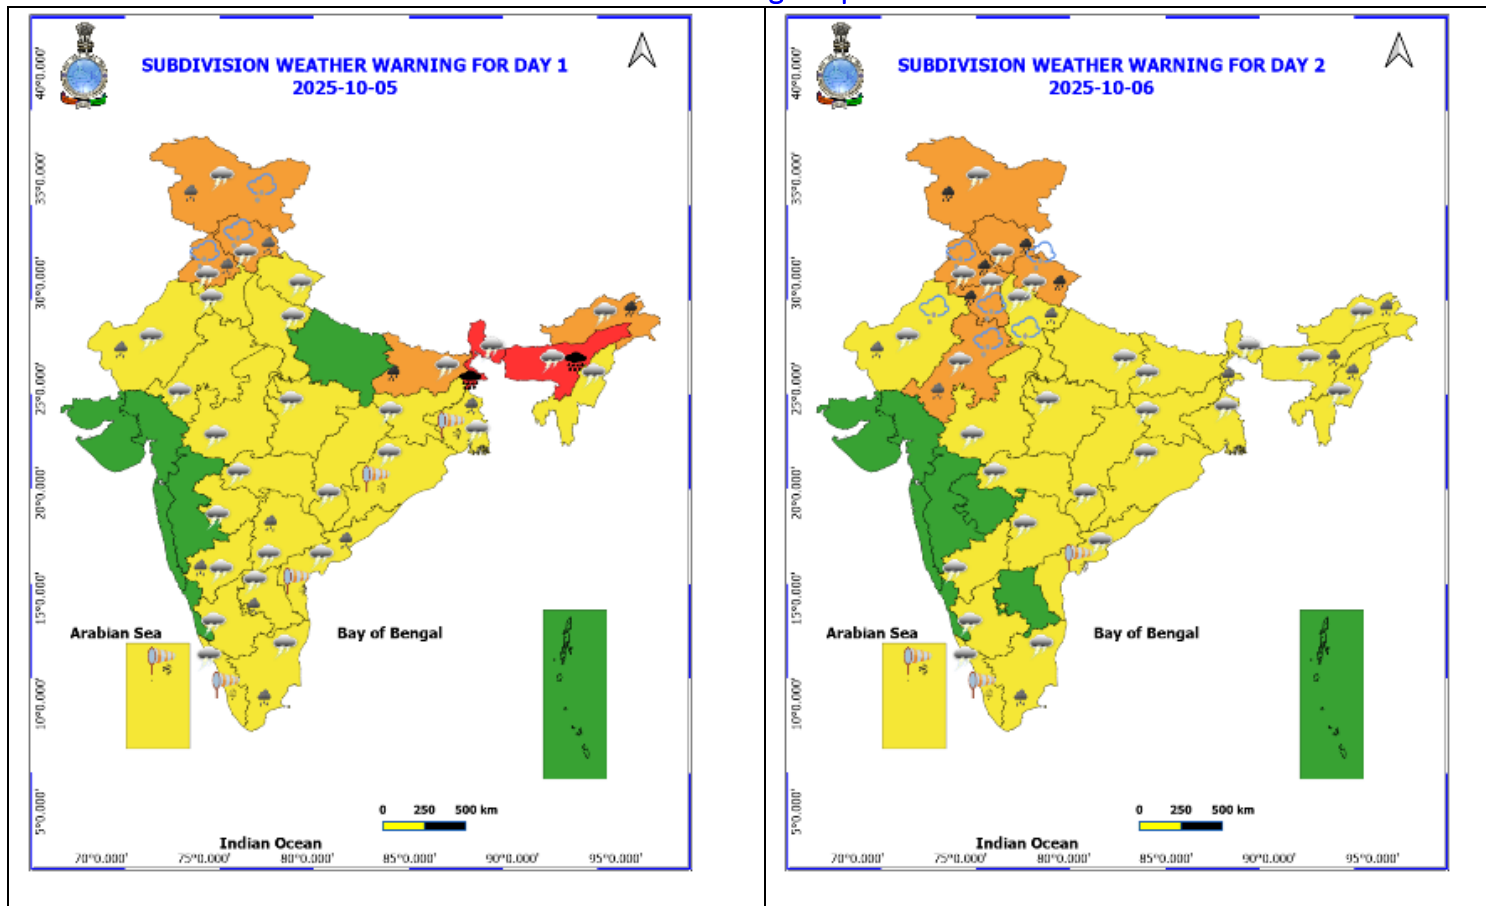 SUBDIVISION WEATHER WARNING FOR DAY 1
2025-10-05
40°0.000'
35°0.000'
30°0.000'
25°0.000'
20°0.000'
15°0.000'
10°0.000'
5°0.000'
Arabian Sea
Bay of Bengal
0 250 500 km
Indian Ocean
70°0.000' 75°0.000' 80°0.000' 85°0.000' 90°0.000' 95°0.000'
SUBDIVISION WEATHER WARNING FOR DAY 2
2025-10-06
40°0.000'
35°0.000'
30°0.000'
25°0.000'
20°0.000'
15°0.000'
10°0.000'
5°0.000'
Arabian Sea
Bay of Bengal
0 250 500 km
Indian Ocean
70°0.000' 75°0.000' 80°0.000' 85°0.000' 90°0.000' 95°0.000'